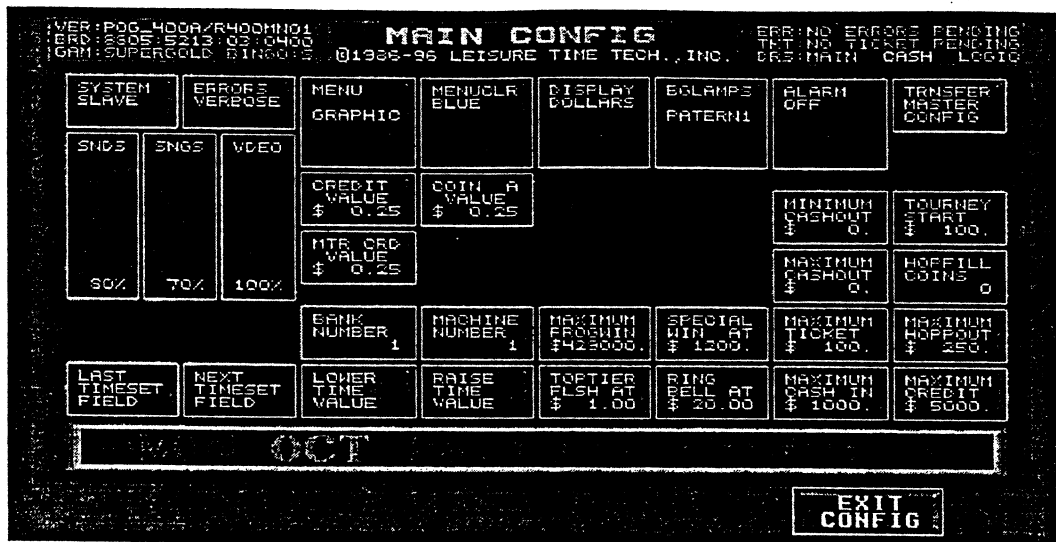 VER:POG_400A/R400MN01
BRD:8805:5213:03:0400
GAM:SUPERGOLD BINGO:S
MAIN CONFIG
©1986-96 LEISURE TIME TECH., INC.
ERR:NO ERRORS PENDING
TKT:NO TICKET PENDING
DRS:MAIN CASH LOGIC
SYSTEM
SLAVE
ERRORS
VERBOSE
MENU
GRAPHIC
MENUCLR
BLUE
DISPLAY
DOLLARS
BGLAMPS
PATERN1
ALARM
OFF
TRNSFER
MASTER
CONFIG
SNDS
SNGS
VDEO
80%
70%
100%
CREDIT
VALUE
$ 0.25
COIN A
VALUE
$ 0.25
MINIMUM
CASHOUT
$ 0.
TOURNEY
START
$ 100.
MTR CRD
VALUE
$ 0.25
MAXIMUM
CASHOUT
$ 0.
HOPFILL
COINS
0
BANK
NUMBER
1
MACHINE
NUMBER
1
MAXIMUM
PROGWIN
$423000.
SPECIAL
WIN AT
$ 1200.
MAXIMUM
TICKET
$ 100.
MAXIMUM
HOPPOUT
$ 250.
LAST
TIMESET
FIELD
NEXT
TIMESET
FIELD
LOWER
TIME
VALUE
RAISE
TIME
VALUE
TOPTIER
FLSH AT
$ 1.00
RING
BELL AT
$ 20.00
MAXIMUM
CASH IN
$ 1000.
MAXIMUM
CREDIT
$ 5000.
OCT
EXIT
CONFIG